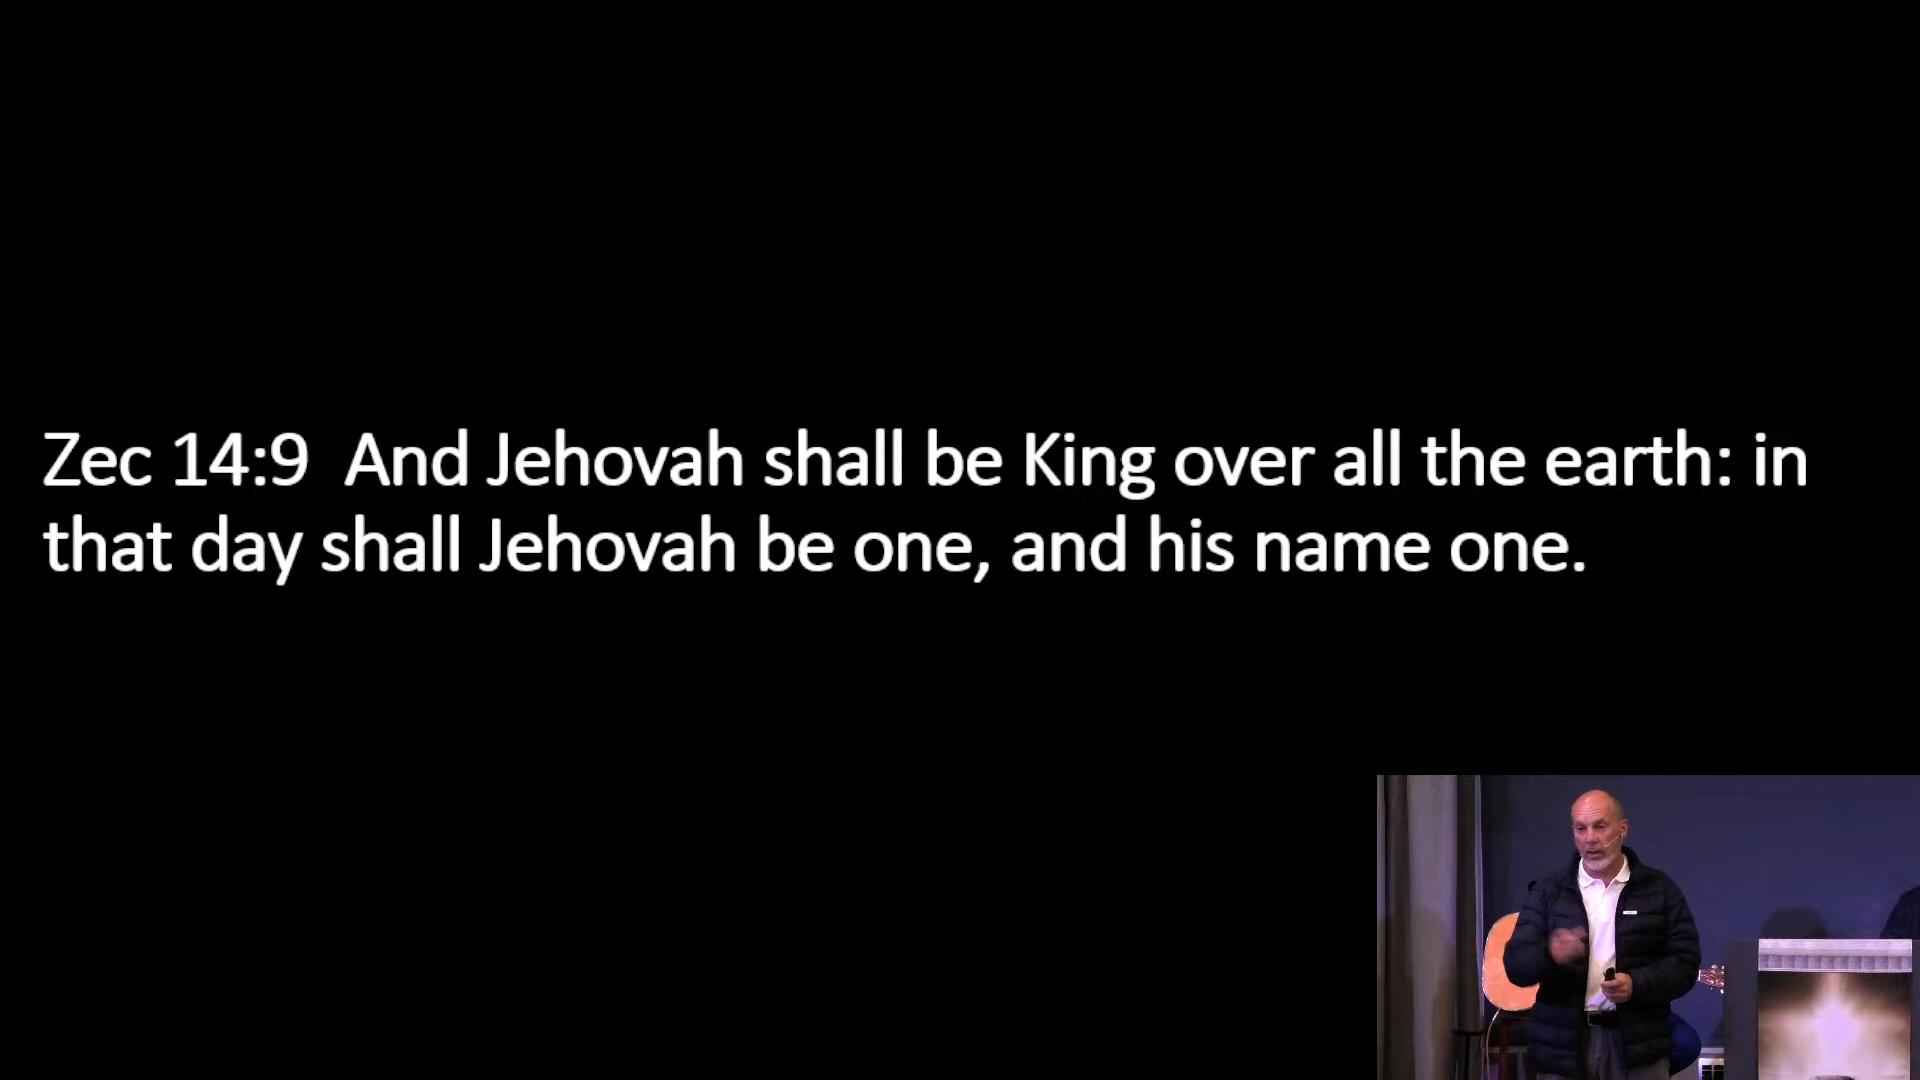 Zec 14:9  And Jehovah shall be King over all the earth: in
that day shall Jehovah be one, and his name one.